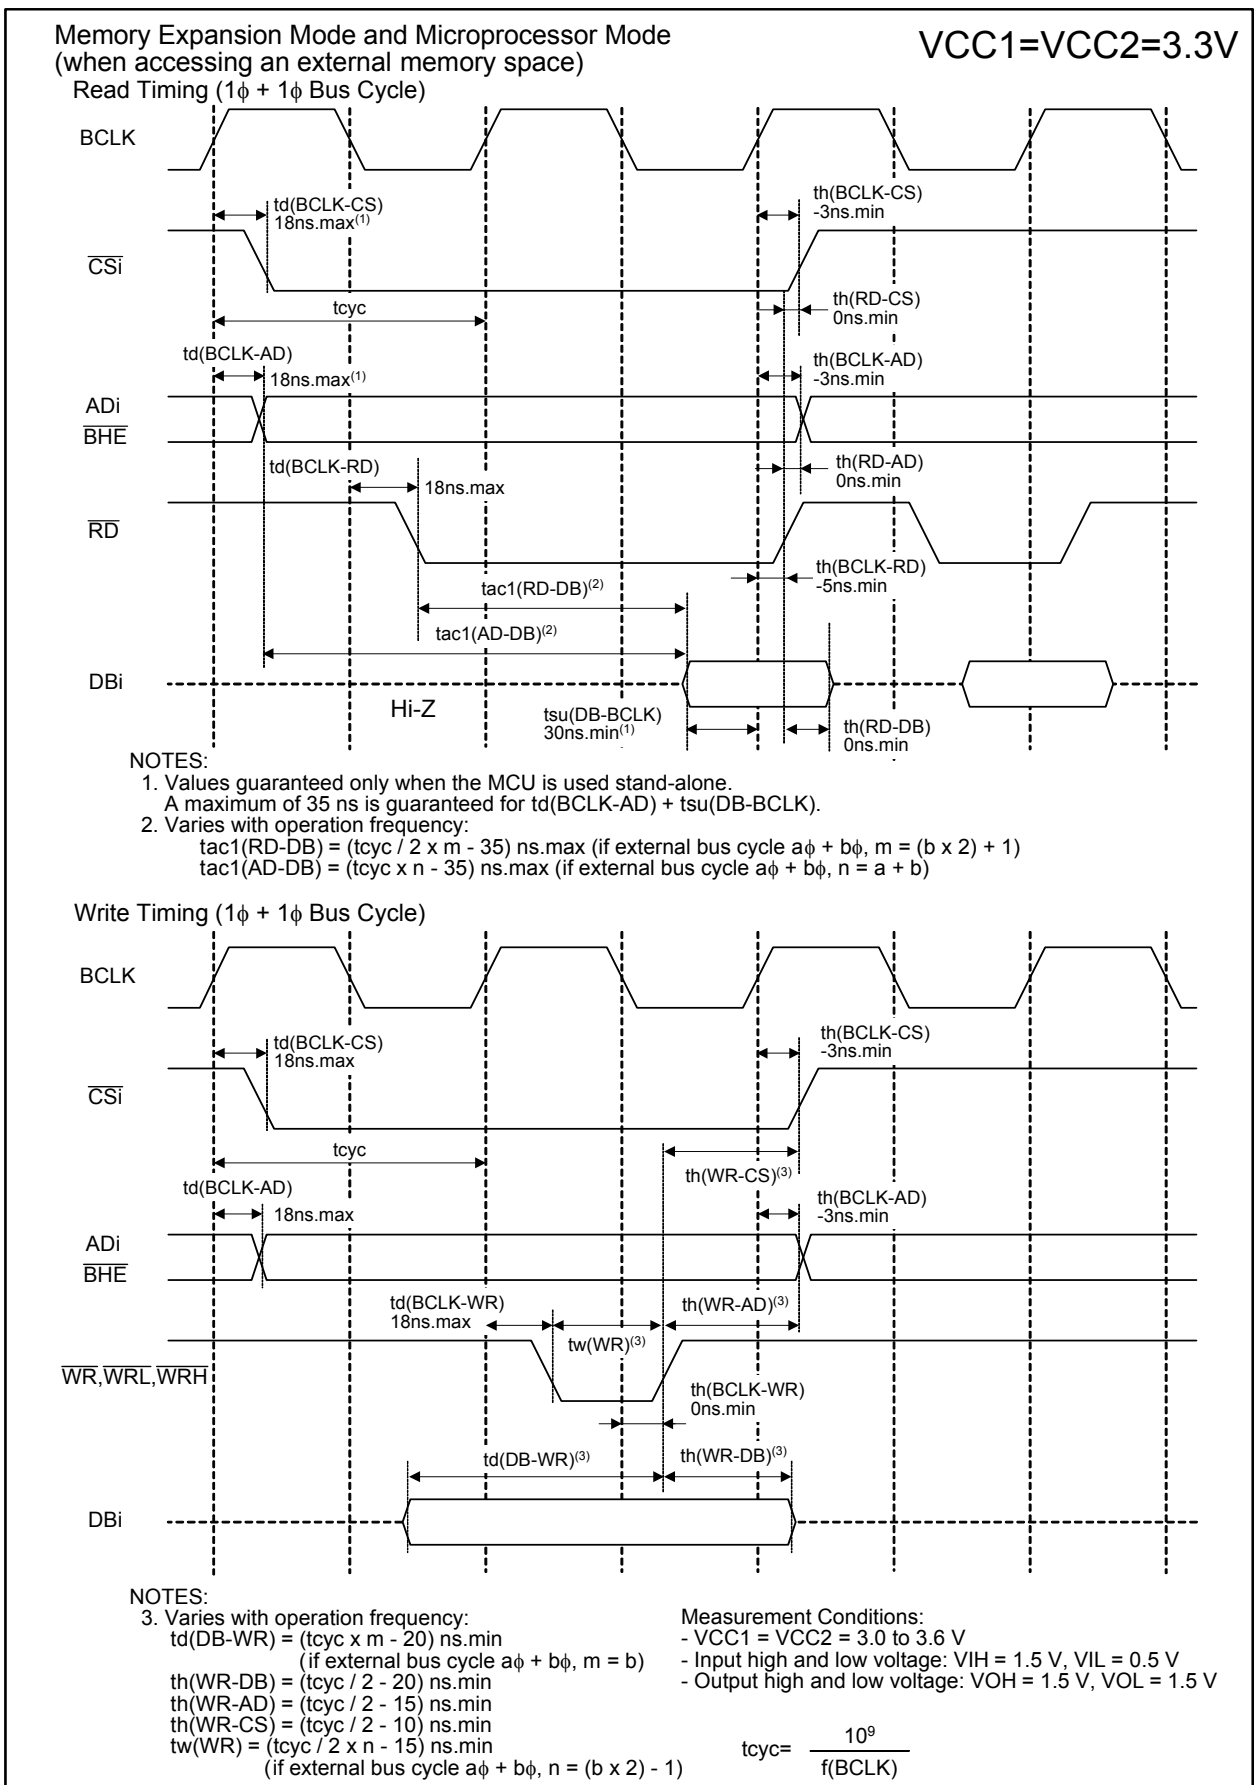 Memory Expansion Mode and Microprocessor Mode
(when accessing an external memory space)
VCC1=VCC2=3.3V
Read Timing (1ϕ + 1ϕ Bus Cycle)
BCLK
td(BCLK-CS)
18ns.max(1)
th(BCLK-CS)
-3ns.min
CSi
tcyc
th(RD-CS)
0ns.min
td(BCLK-AD)
18ns.max(1)
th(BCLK-AD)
-3ns.min
ADi
BHE
td(BCLK-RD)
18ns.max
th(RD-AD)
0ns.min
RD
th(BCLK-RD)
-5ns.min
tac1(RD-DB)(2)
tac1(AD-DB)(2)
DBi
Hi-Z
tsu(DB-BCLK)
30ns.min(1)
th(RD-DB)
0ns.min
NOTES:
1. Values guaranteed only when the MCU is used stand-alone.
A maximum of 35 ns is guaranteed for td(BCLK-AD) + tsu(DB-BCLK).
2. Varies with operation frequency:
tac1(RD-DB) = (tcyc / 2 x m - 35) ns.max (if external bus cycle aϕ + bϕ, m = (b x 2) + 1)
tac1(AD-DB) = (tcyc x n - 35) ns.max (if external bus cycle aϕ + bϕ, n = a + b)
Write Timing (1ϕ + 1ϕ Bus Cycle)
BCLK
td(BCLK-CS)
18ns.max
th(BCLK-CS)
-3ns.min
CSi
tcyc
th(WR-CS)(3)
td(BCLK-AD)
18ns.max
th(BCLK-AD)
-3ns.min
ADi
BHE
td(BCLK-WR)
18ns.max
tw(WR)(3)
th(WR-AD)(3)
WR,WRL,WRH
th(BCLK-WR)
0ns.min
td(DB-WR)(3)
th(WR-DB)(3)
DBi
NOTES:
3. Varies with operation frequency:
td(DB-WR) = (tcyc x m - 20) ns.min
(if external bus cycle aϕ + bϕ, m = b)
th(WR-DB) = (tcyc / 2 - 20) ns.min
th(WR-AD) = (tcyc / 2 - 15) ns.min
th(WR-CS) = (tcyc / 2 - 10) ns.min
tw(WR) = (tcyc / 2 x n - 15) ns.min
(if external bus cycle aϕ + bϕ, n = (b x 2) - 1)
Measurement Conditions:
- VCC1 = VCC2 = 3.0 to 3.6 V
- Input high and low voltage: VIH = 1.5 V, VIL = 0.5 V
- Output high and low voltage: VOH = 1.5 V, VOL = 1.5 V
tcyc=
10⁹
f(BCLK)